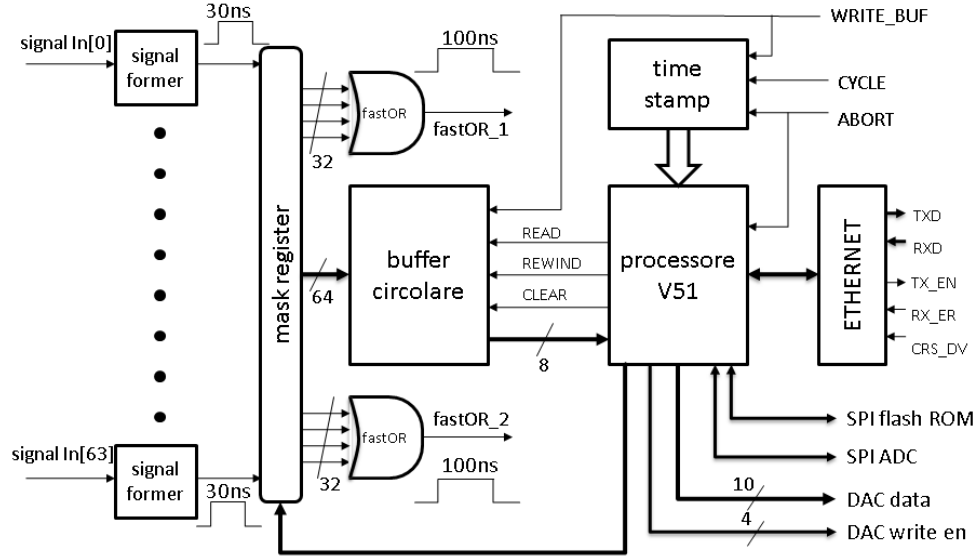 30ns
100ns
WRITE_BUF
signal In[0]
signal
former
time
stamp
fastOR
CYCLE
fastOR_1
ABORT
32
mask register
buffer
circolare
READ
REWIND
CLEAR
processore
V51
ETHERNET
TXD
RXD
TX_EN
RX_ER
CRS_DV
64
8
fastOR
fastOR_2
SPI flash ROM
signal In[63]
signal
former
30ns
32
100ns
SPI ADC
10
DAC data
4
DAC write en